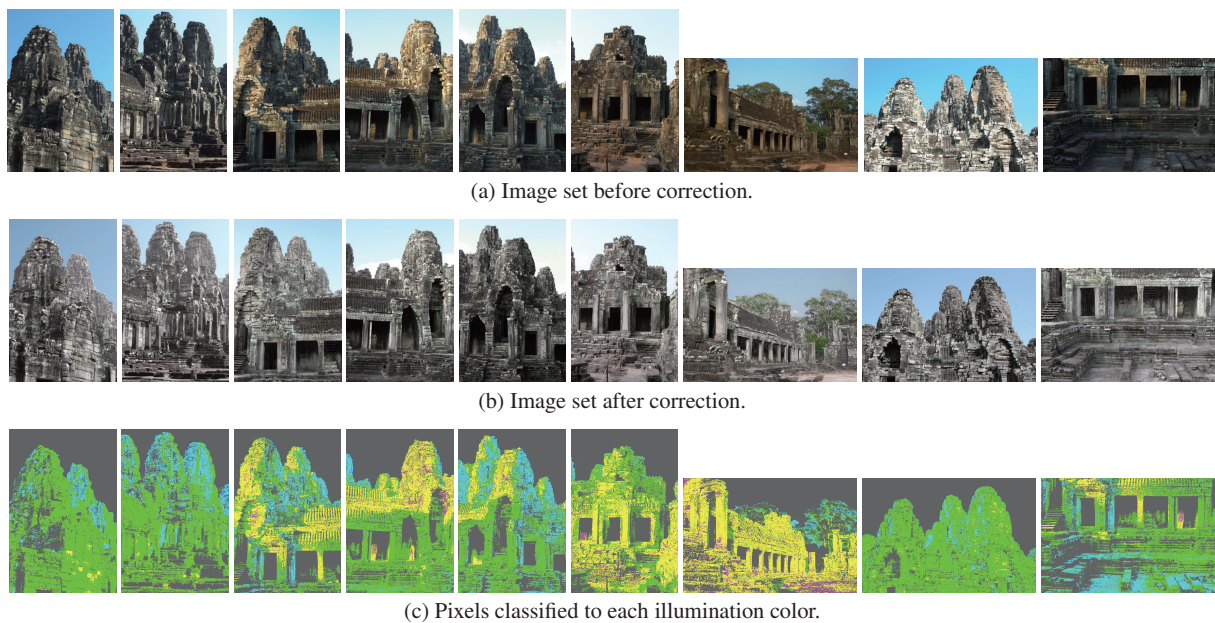 (a) Image set before correction.
(b) Image set after correction.
(c) Pixels classified to each illumination color.